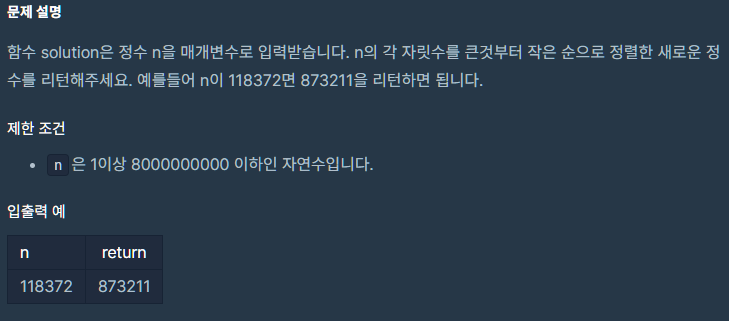 문제 설명
함수 solution은 정수 n을 매개변수로 입력받습니다. n의 각 자릿수를 큰것부터 작은 순으로 정렬한 새로운 정
수를 리턴해주세요. 예를들어 n이 118372면 873211을 리턴하면 됩니다.
제한 조건
• n 은 1이상 8000000000 이하인 자연수입니다.
입출력 예
n return
118372 873211